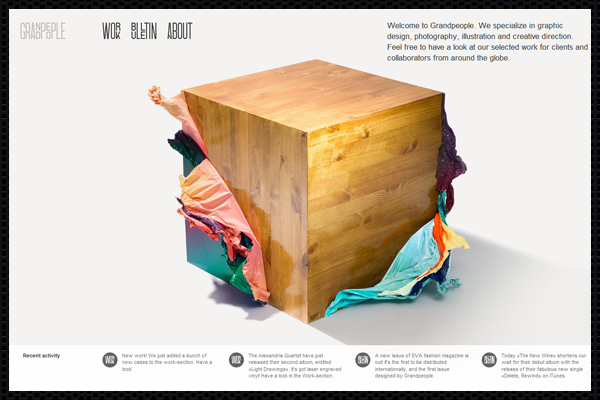 GRANDPEOPLE
WORK
BULLETIN
ABOUT
Welcome to Grandpeople. We specialize in graphic
design, photography, illustration and creative direction.
Feel free to have a look at our selected work for clients and
collaborators from around the globe.
Recent activity
WORK
New work! We just added a bunch of
new cases to the work-section. Have a
look!
WORK
The Alexandria Quartet have just
released their second album, entitled
«Light Drawings». It's got laser engraved
vinyl! Have a look in the Work-section.
BULLETIN
A new issue of SVA fashion magazine is
out! It's the first to be distributed
internationally, and the first issue
designed by Grandpeople.
BULLETIN
Today «The New Wine» shortens our
wait for their second album with the
release of their fabulous new single
«Delete, Rewind» on iTunes.